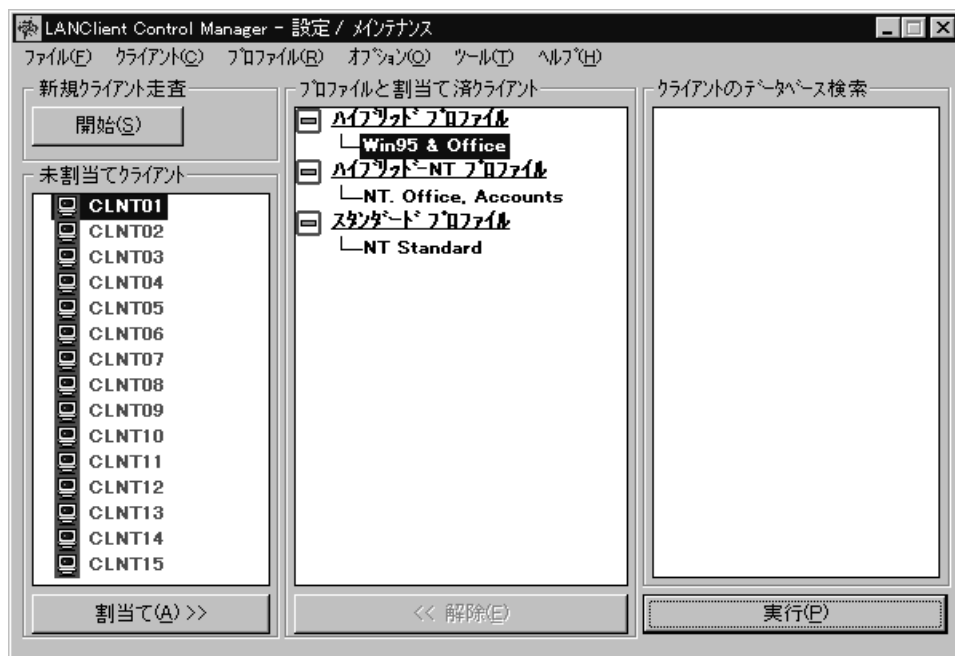 LANClient Control Manager - 設定 / ﾒｲﾝﾃﾅﾝｽ
ﾌｧｲﾙ(F) ｸﾗｲｱﾝﾄ(C) ﾌﾟﾛﾌｧｲﾙ(R) ｵﾌﾟｼｮﾝ(O) ﾂｰﾙ(T) ﾍﾙﾌﾟ(H)
新規ｸﾗｲｱﾝﾄ走査
開始(S)
未割当てｸﾗｲｱﾝﾄ
CLNT01
CLNT02
CLNT03
CLNT04
CLNT05
CLNT06
CLNT07
CLNT08
CLNT09
CLNT10
CLNT11
CLNT12
CLNT13
CLNT14
CLNT15
割当て(A) >>
ﾌﾟﾛﾌｧｲﾙと割当て済ｸﾗｲｱﾝﾄ
ﾊｲﾌﾞﾘｯﾄﾞ ﾌﾟﾛﾌｧｲﾙ
Win95 & Office
ﾊｲﾌﾞﾘｯﾄﾞ-NT ﾌﾟﾛﾌｧｲﾙ
NT. Office, Accounts
ｽﾀﾝﾀﾞｰﾄﾞ ﾌﾟﾛﾌｧｲﾙ
NT Standard
<< 解除(E)
ｸﾗｲｱﾝﾄのﾃﾞｰﾀﾍﾞｰｽ検索
実行(P)